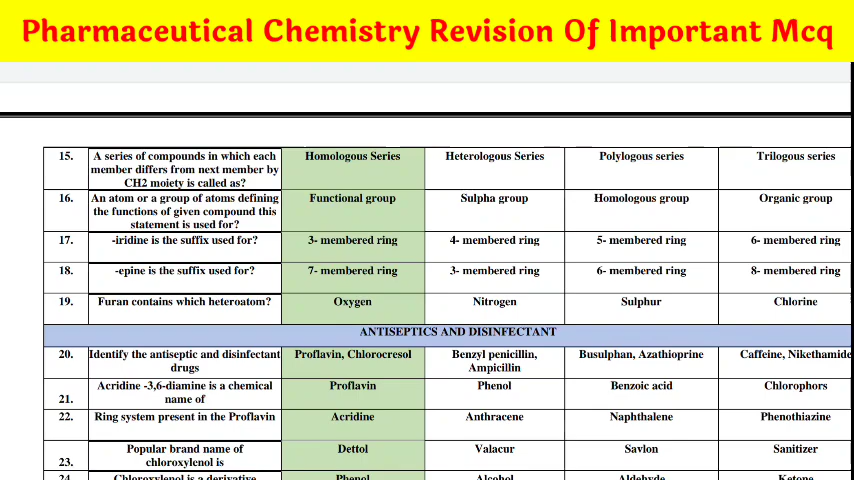 Pharmaceutical Chemistry Revision Of Important Mcq
15. A series of compounds in which each member differs from next member by CH2 moiety is called as? Homologous Series Heterologous Series Polylogous series Trilogous series
16. An atom or a group of atoms defining the functions of given compound this statement is used for? Functional group Sulpha group Homologous group Organic group
17. -iridine is the suffix used for? 3- membered ring 4- membered ring 5- membered ring 6- membered ring
18. -epine is the suffix used for? 7- membered ring 3- membered ring 6- membered ring 8- membered ring
19. Furan contains which heteroatom? Oxygen Nitrogen Sulphur Chlorine
ANTISEPTICS AND DISINFECTANT
20. Identify the antiseptic and disinfectant drugs Proflavin, Chlorocresol Benzyl penicillin, Ampicillin Busulphan, Azathioprine Caffeine, Nikethamide
21. Acridine -3,6-diamine is a chemical name of Proflavin Phenol Benzoic acid Chlorophors
22. Ring system present in the Proflavin Acridine Anthracene Naphthalene Phenothiazine
23. Popular brand name of chloroxylenol is Dettol Valacur Savlon Sanitizer
24. Chloroxylenol is a derivative Phenol Alcohol Aldehyde Ketone